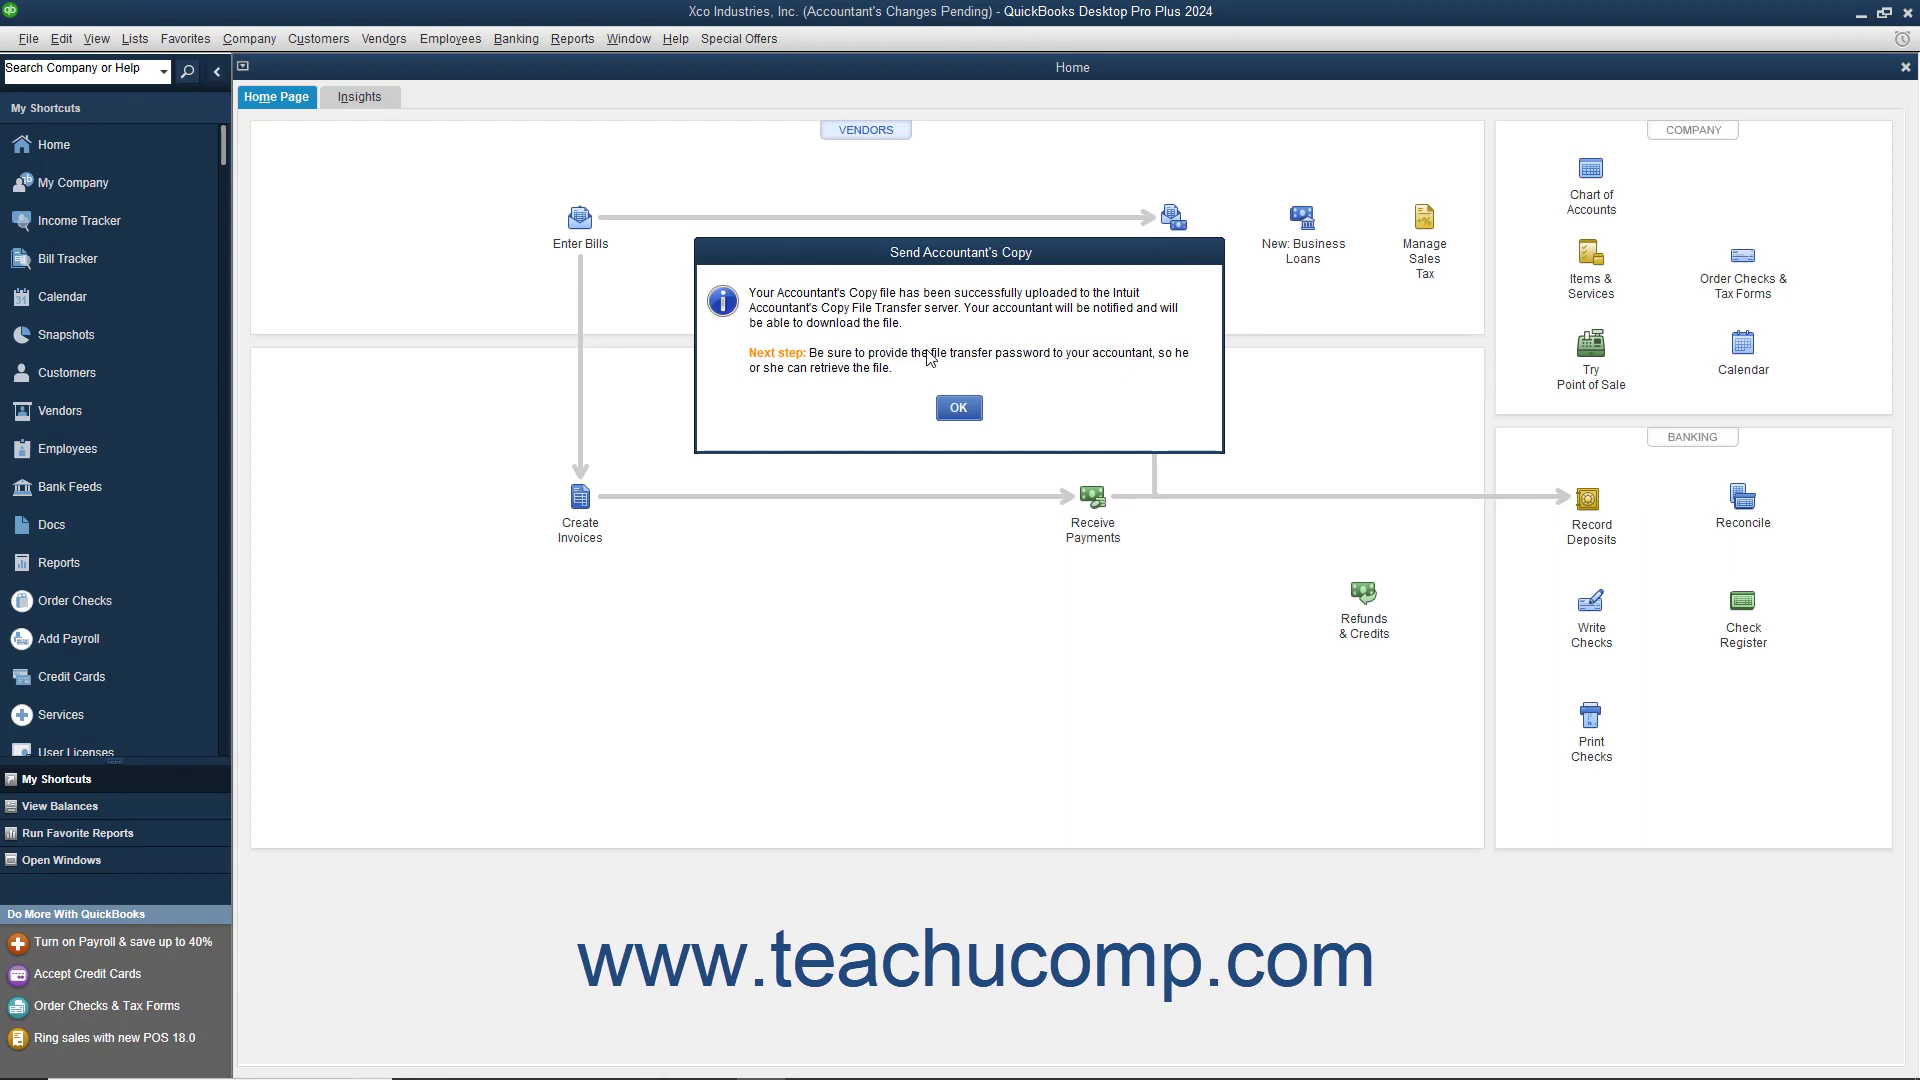 Xco Industries, Inc. (Accountant's Changes Pending) - QuickBooks Desktop Pro Plus 2024
File Edit View Lists Favorites Company Customers Vendors Employees Banking Reports Window Help Special Offers
Search Company or Help
Home
Home Page
Insights
My Shortcuts
Home
My Company
Income Tracker
Bill Tracker
Calendar
Snapshots
Customers
Vendors
Employees
Bank Feeds
Docs
Reports
Order Checks
Add Payroll
Credit Cards
Services
User Licenses
My Shortcuts
View Balances
Run Favorite Reports
Open Windows
Do More With QuickBooks
Turn on Payroll & save up to 40%
Accept Credit Cards
Order Checks & Tax Forms
Ring sales with new POS 18.0
VENDORS
Enter Bills
New: Business
Loans
Manage
Sales
Tax
Send Accountant's Copy
Your Accountant's Copy file has been successfully uploaded to the Intuit
Accountant's Copy File Transfer server. Your accountant will be notified and will
be able to download the file.
Next step: Be sure to provide the file transfer password to your accountant, so he
or she can retrieve the file.
OK
Create
Invoices
Receive
Payments
Refunds
& Credits
COMPANY
Chart of
Accounts
Items &
Services
Order Checks &
Tax Forms
Try
Point of Sale
Calendar
BANKING
Record
Deposits
Reconcile
Write
Checks
Check
Register
Print
Checks
www.teachucomp.com